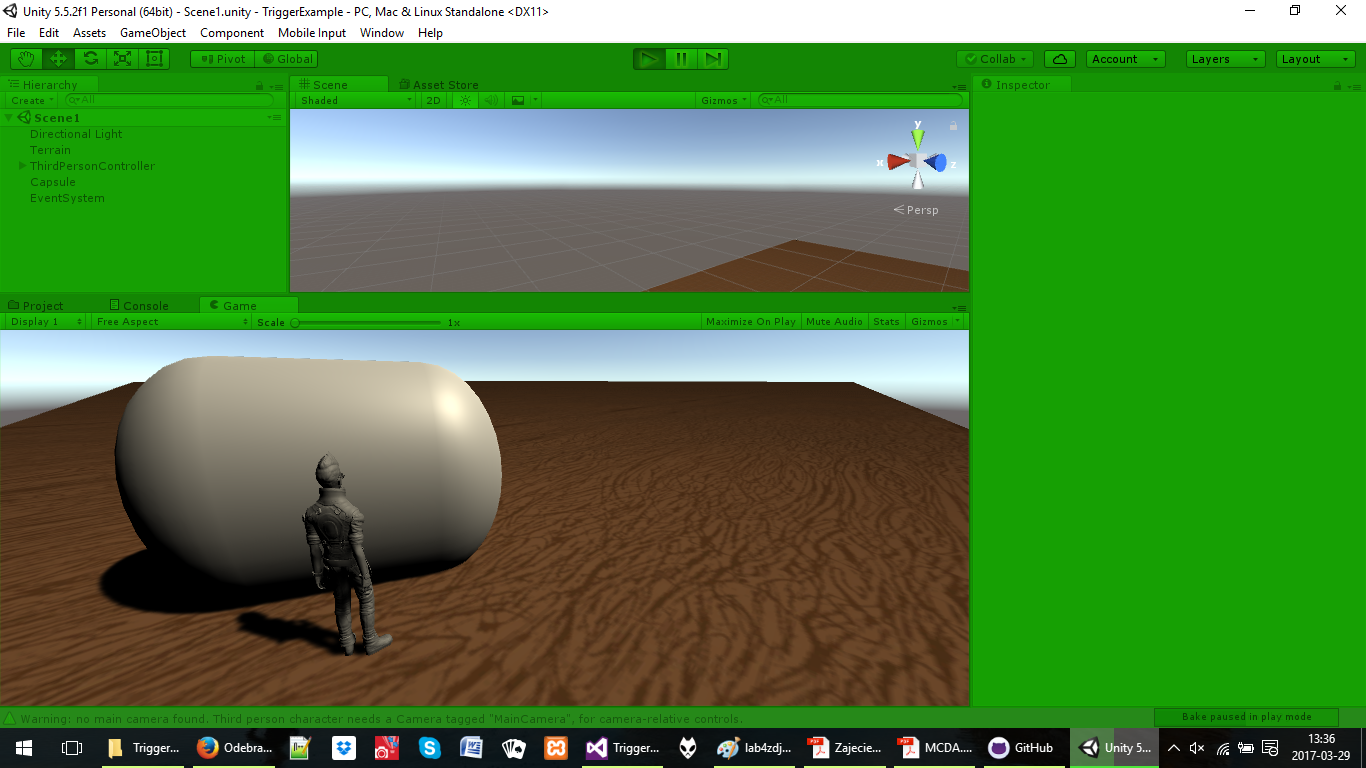 Unity 5.5.2f1 Personal (64bit) - Scene1.unity - TriggerExample - PC, Mac & Linux Standalone <DX11>
File Edit Assets GameObject Component Mobile Input Window Help
Pivot Global Collab Account Layers Layout
Hierarchy Scene Asset Store Inspector
Create All Shaded 2D Gizmos All
Scene1
Directional Light
Terrain
ThirdPersonController
Capsule
EventSystem
y
x z
Persp
Project Console Game
Display 1 Free Aspect Scale 1x Maximize On Play Mute Audio Stats Gizmos
Warning: no main camera found. Third person character needs a Camera tagged "MainCamera", for camera-relative controls. Bake paused in play mode
Trigger... Odebra... Trigger... lab4zdj... Zajecie... MCDA.... GitHub Unity 5... 13:36
2017-03-29